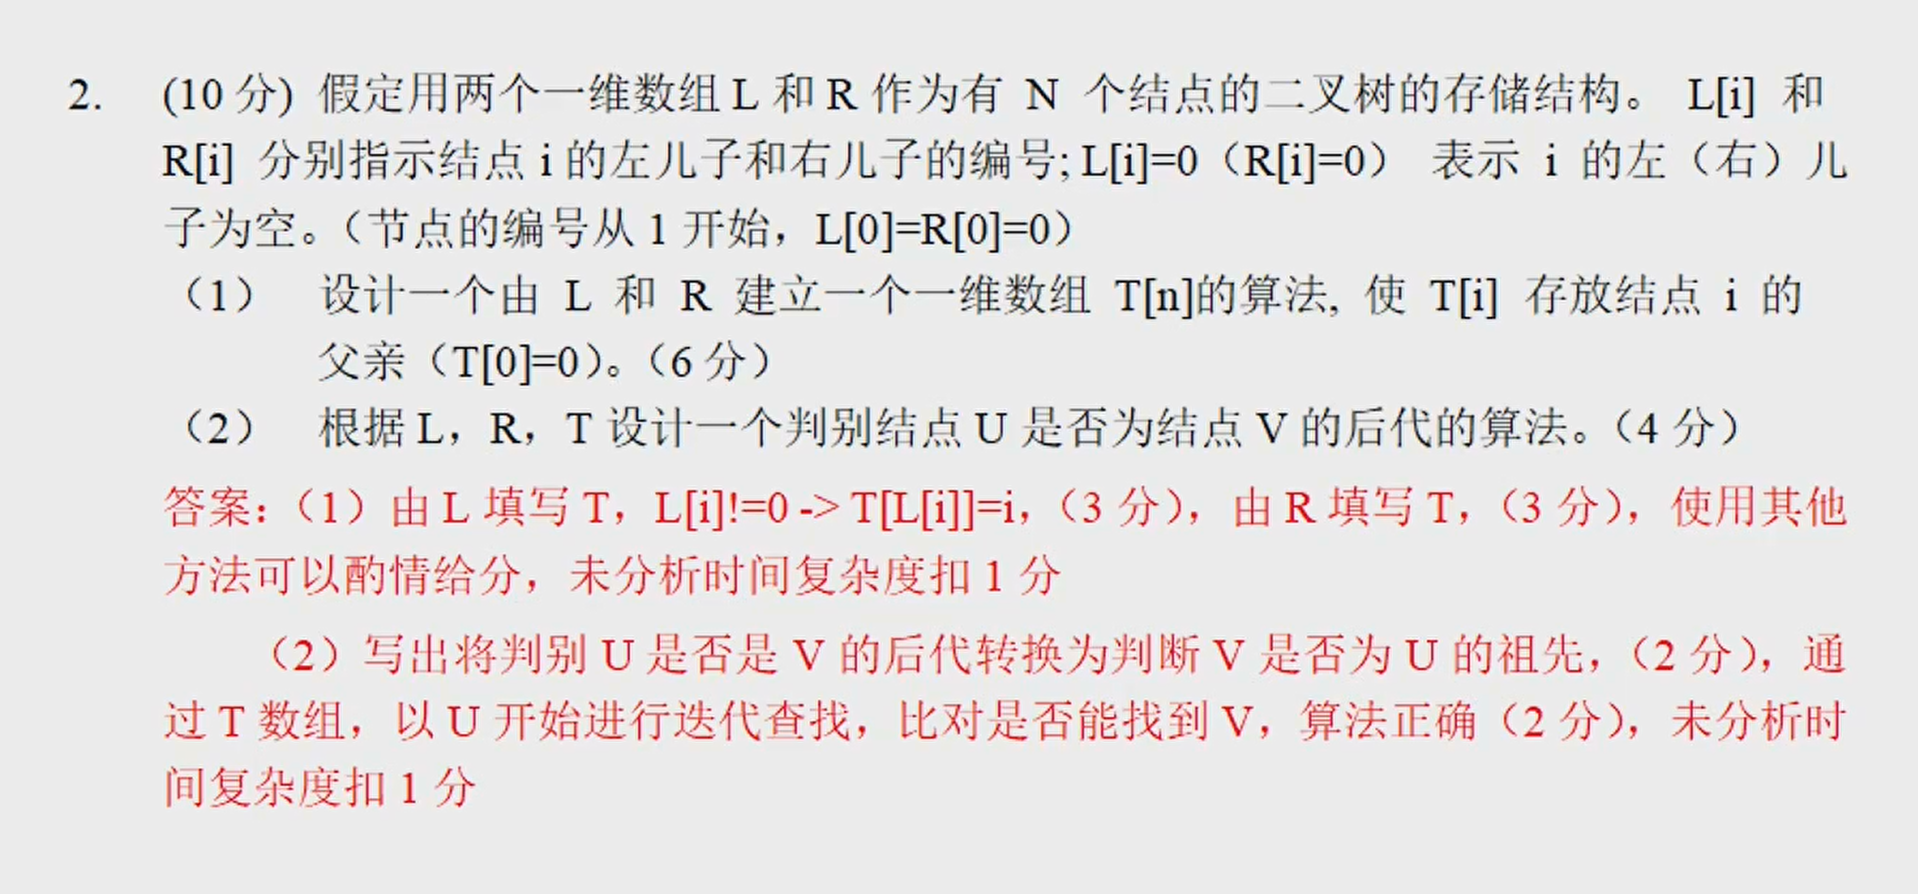 2. (10 分) 假定用两个一维数组 L 和 R 作为有 N 个结点的二叉树的存储结构。 L[i] 和
R[i] 分别指示结点 i 的左儿子和右儿子的编号; L[i]=0（R[i]=0） 表示 i 的左（右）儿
子为空。（节点的编号从 1 开始，L[0]=R[0]=0）
（1） 设计一个由 L 和 R 建立一个一维数组 T[n]的算法, 使 T[i] 存放结点 i 的
父亲（T[0]=0）。（6 分）
（2） 根据 L，R，T 设计一个判别结点 U 是否为结点 V 的后代的算法。（4 分）
答案：（1）由 L 填写 T，L[i]!=0 -> T[L[i]]=i，（3 分），由 R 填写 T，（3 分），使用其他
方法可以酌情给分，未分析时间复杂度扣 1 分
（2）写出将判别 U 是否是 V 的后代转换为判断 V 是否为 U 的祖先，（2 分），通
过 T 数组，以 U 开始进行迭代查找，比对是否能找到 V，算法正确（2 分），未分析时
间复杂度扣 1 分